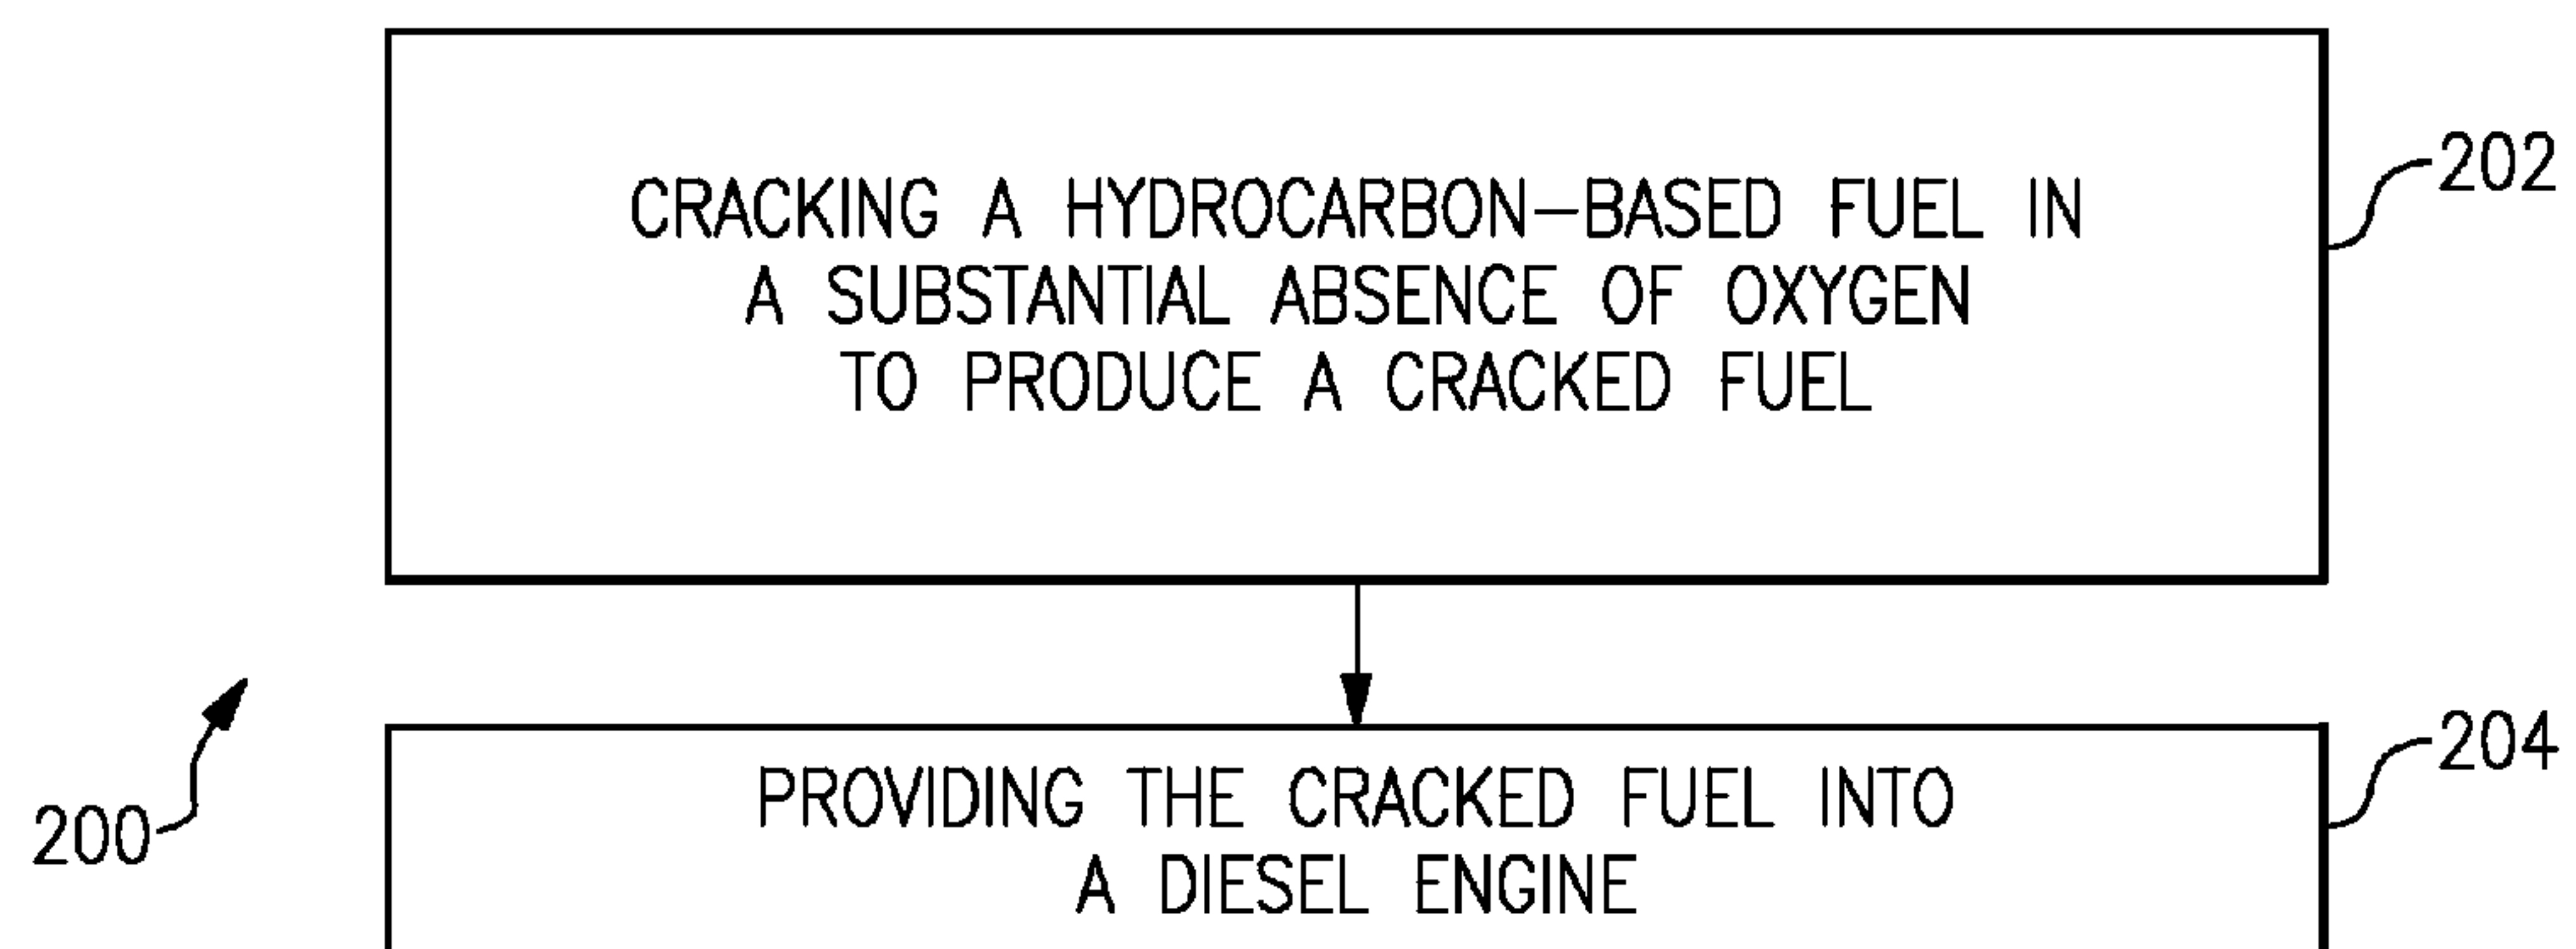 CRACKING A HYDROCARBON-BASED FUEL IN
A SUBSTANTIAL ABSENCE OF OXYGEN
TO PRODUCE A CRACKED FUEL
202
PROVIDING THE CRACKED FUEL INTO
A DIESEL ENGINE
204
200